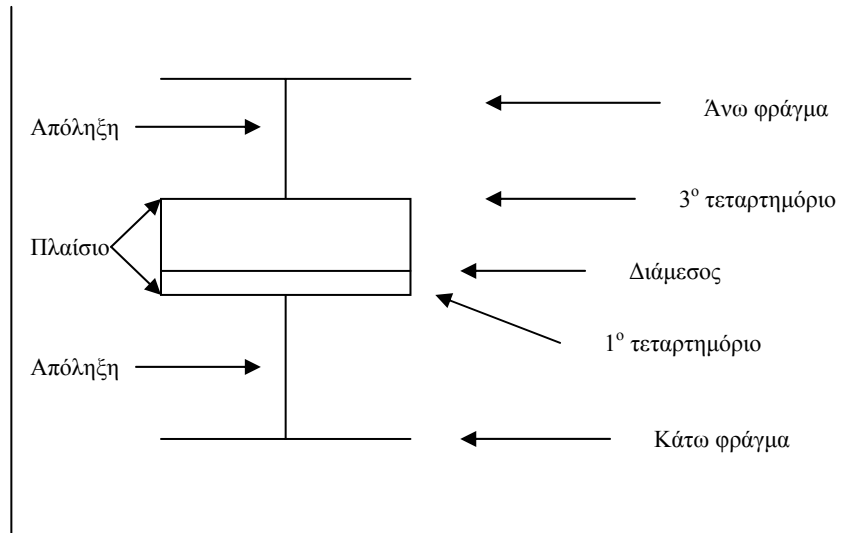 Άνω φράγμα
Απόληξη
3ο τεταρτημόριο
Πλαίσιο
Διάμεσος
1ο τεταρτημόριο
Απόληξη
Κάτω φράγμα